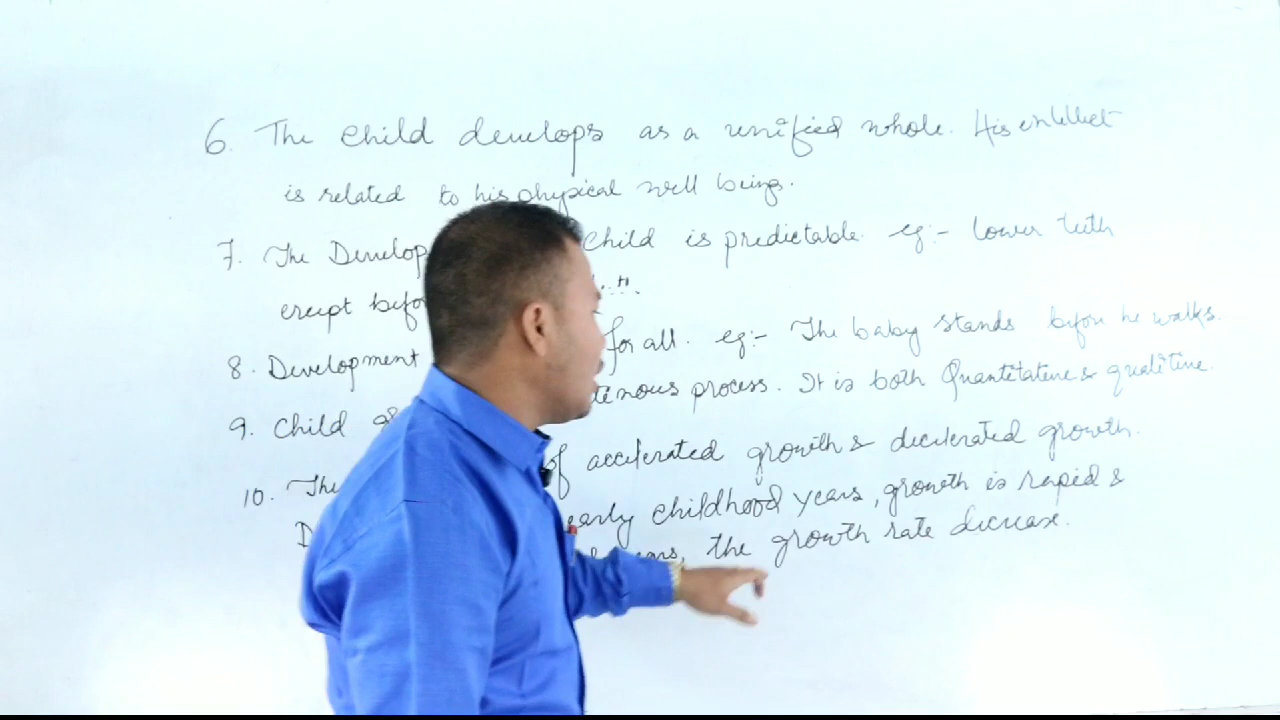 6. The child develops as a unified whole. His intellect
is related to his physical well beings.
7. The Develop child is predictable. eg:- Lower teeth
erupt befo
8. Development for all. eg:- The baby stands before he walks.
9. Child tenous process. It is both Quantitative & qualitine.
10. The of accelerated growth & decelerated growth.
D early childhood years, growth is rapid &
the growth rate decrease.